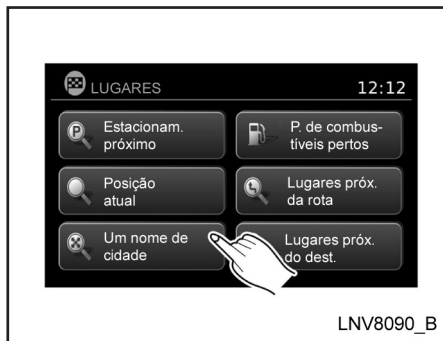 LUGARES 12:12
Estacionam.
próximo
P. de combus-
tíveis pertos
Posição
atual
Lugares próx.
da rota
Um nome de
cidade
Lugares próx.
do dest.
LNV8090_B